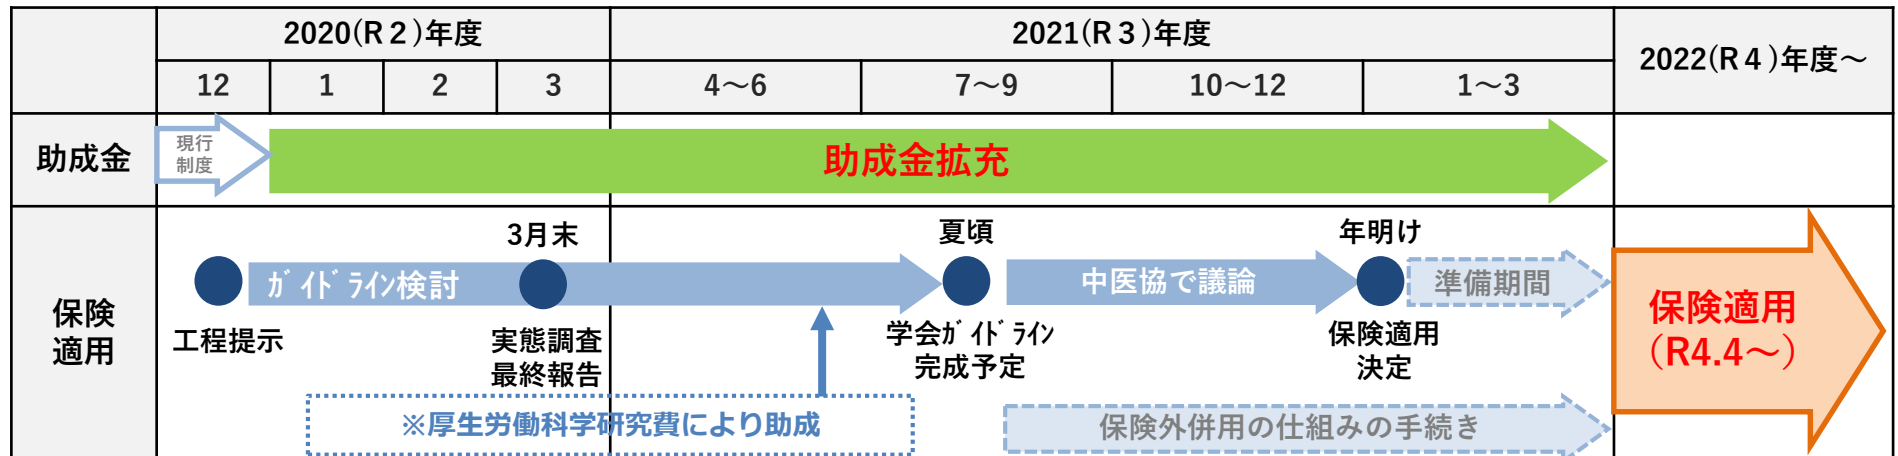 2020(R２)年度
2021(R３)年度
2022(R４)年度～
12
1
2
3
4～6
7～9
10～12
1～3
助成金
現行
制度
助成金拡充
保険
適用
3月末
夏頃
年明け
ｶﾞｲﾄﾞﾗｲﾝ検討
中医協で議論
準備期間
工程提示
実態調査
最終報告
学会ｶﾞｲﾄﾞﾗｲﾝ
完成予定
保険適用
決定
保険適用
（R4.4～）
※厚生労働科学研究費により助成
保険外併用の仕組みの手続き